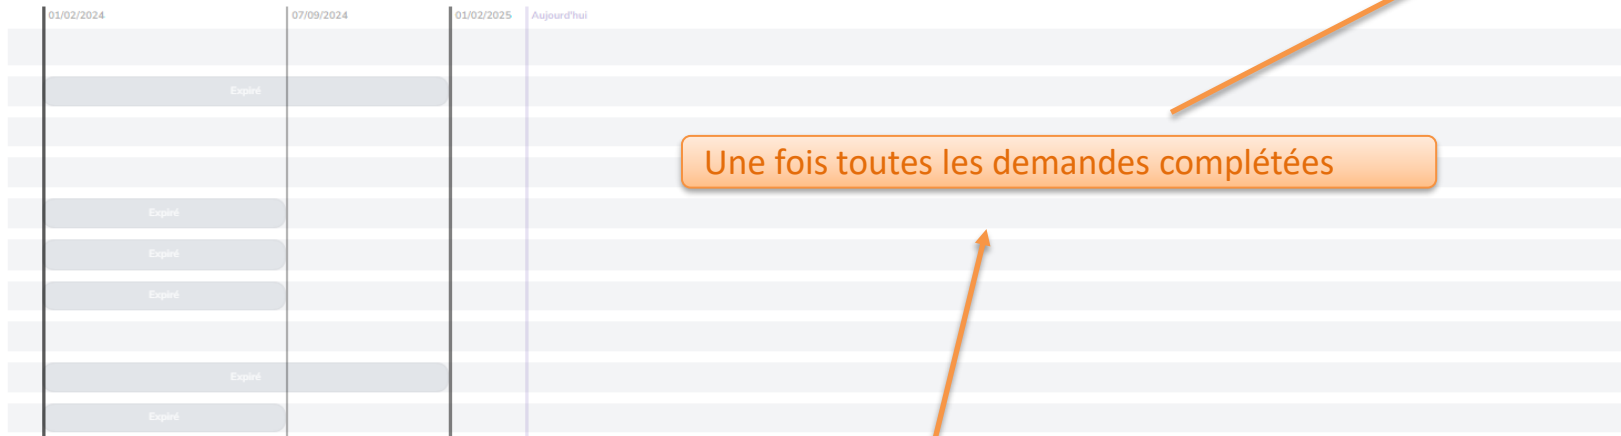 01/02/2024 07/09/2024 01/02/2025 Aujourd'hui
Expiré
Une fois toutes les demandes complétées
Expiré
Expiré
Expiré
Expiré
Expiré